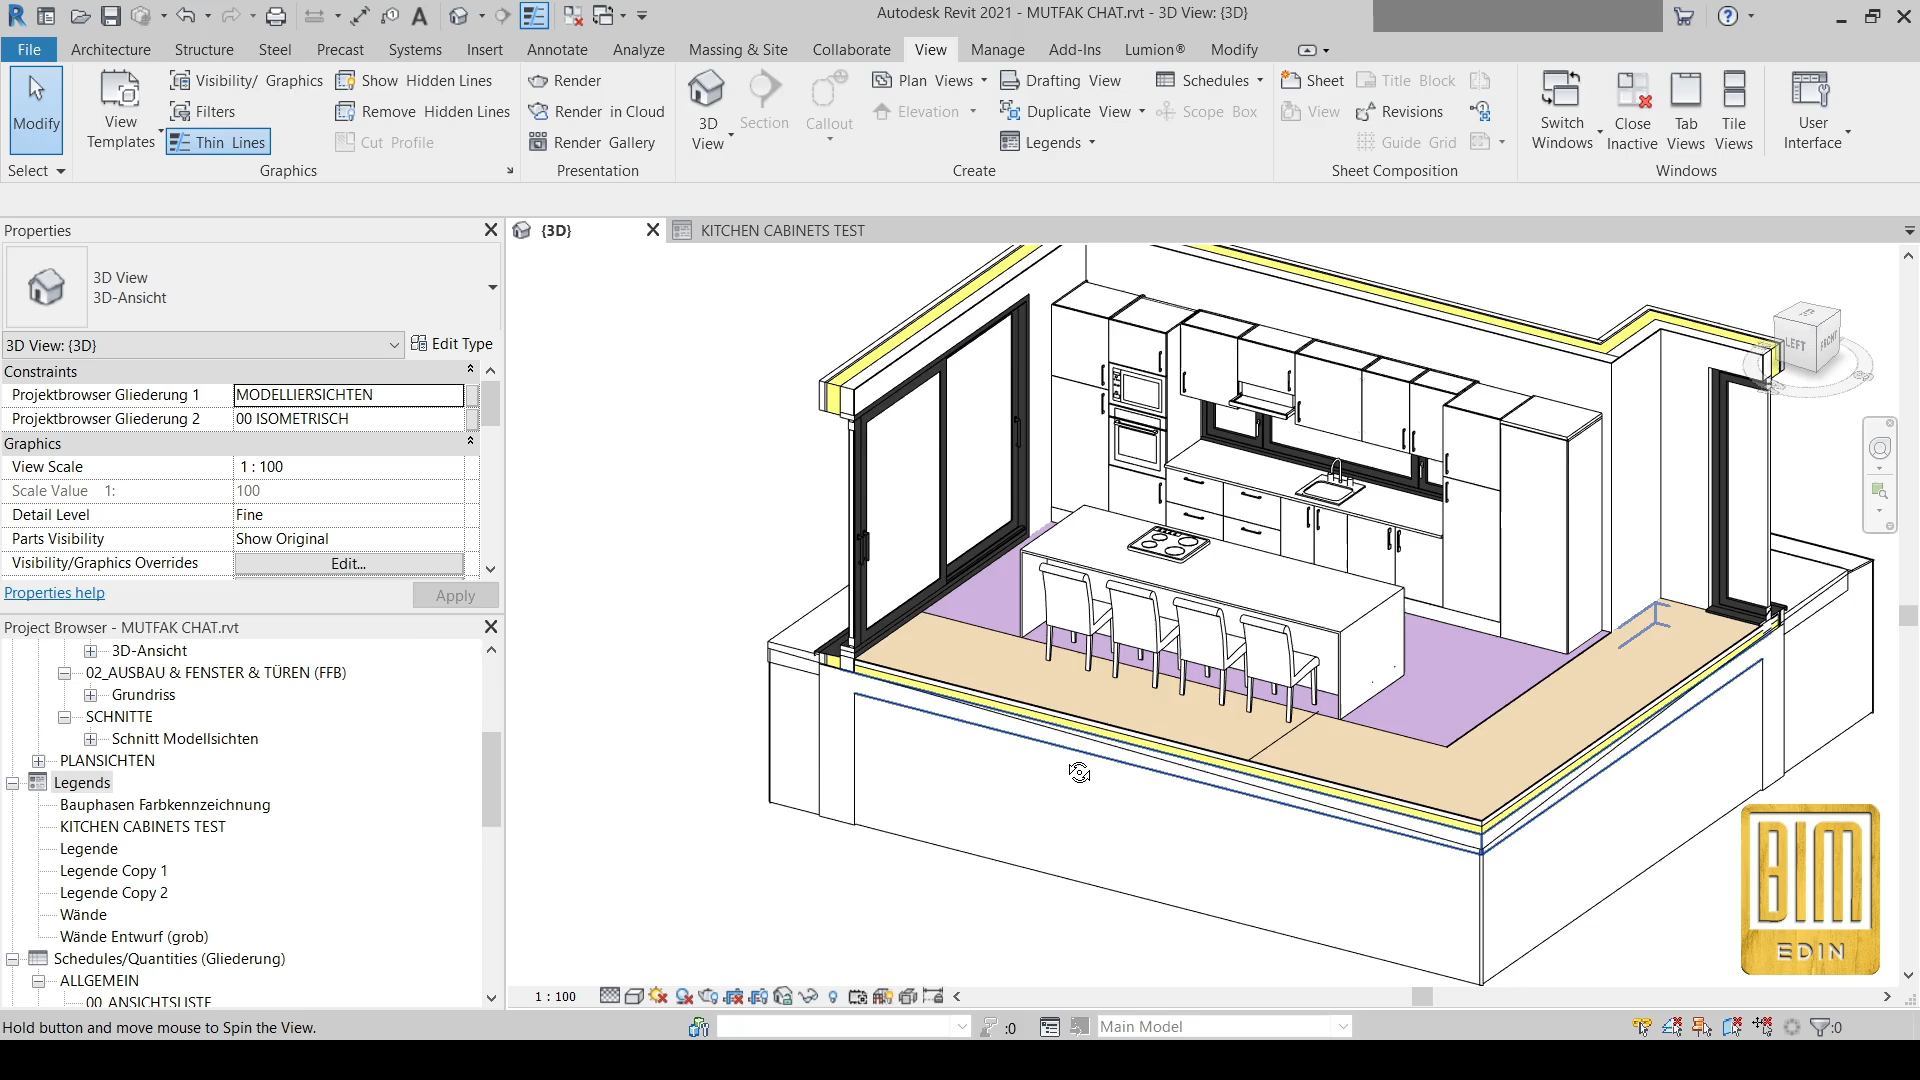 Autodesk Revit 2021 - MUTFAK CHAT.rvt - 3D View: {3D}
File Architecture Structure Steel Precast Systems Insert Annotate Analyze Massing & Site Collaborate View Manage Add-Ins Lumion® Modify
Modify
Select
View Templates
Visibility/ Graphics
Filters
Thin Lines
Show Hidden Lines
Remove Hidden Lines
Cut Profile
Graphics
Render
Render in Cloud
Render Gallery
Presentation
3D View
Section
Callout
Plan Views
Elevation
Drafting View
Duplicate View
Legends
Schedules
Scope Box
Create
Sheet
View
Title Block
Revisions
Guide Grid
Sheet Composition
Switch Windows
Close Inactive
Tab Views
Tile Views
Windows
User Interface
Properties
3D View
3D-Ansicht
3D View: {3D}
Edit Type
Constraints
Projektbrowser Gliederung 1 MODELLIERSICHTEN
Projektbrowser Gliederung 2 00 ISOMETRISCH
Graphics
View Scale 1 : 100
Scale Value 1: 100
Detail Level Fine
Parts Visibility Show Original
Visibility/Graphics Overrides Edit...
Properties help
Apply
Project Browser - MUTFAK CHAT.rvt
3D-Ansicht
02_AUSBAU & FENSTER & TÜREN (FFB)
Grundriss
SCHNITTE
Schnitt Modellsichten
PLANSICHTEN
Legends
Bauphasen Farbkennzeichnung
KITCHEN CABINETS TEST
Legende
Legende Copy 1
Legende Copy 2
Wände
Wände Entwurf (grob)
Schedules/Quantities (Gliederung)
ALLGEMEIN
00_ANSICHTSLISTE
{3D}
KITCHEN CABINETS TEST
LEFT
FRONT
BIM
EDIN
1 : 100
Hold button and move mouse to Spin the View.
:0
Main Model
:0